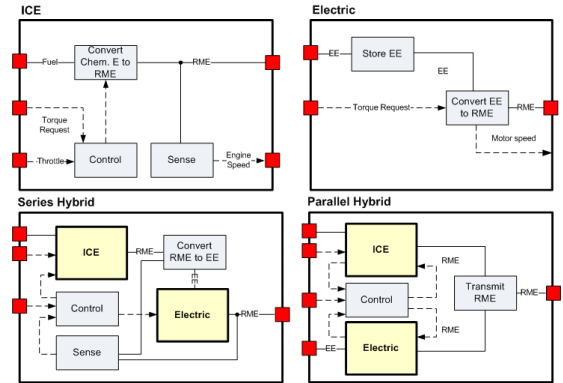 ICE
Convert
Chem. E to
RME
Fuel
RME
Torque
Request
Throttle
Control
Sense
Engine
Speed
Electric
EE
Store EE
EE
Torque Request
Convert EE
to RME
RME
Motor speed
Series Hybrid
ICE
RME
Convert
RME to EE
EE
Control
Electric
RME
Sense
Parallel Hybrid
ICE
RME
Control
Transmit
RME
RME
RME
EE
Electric